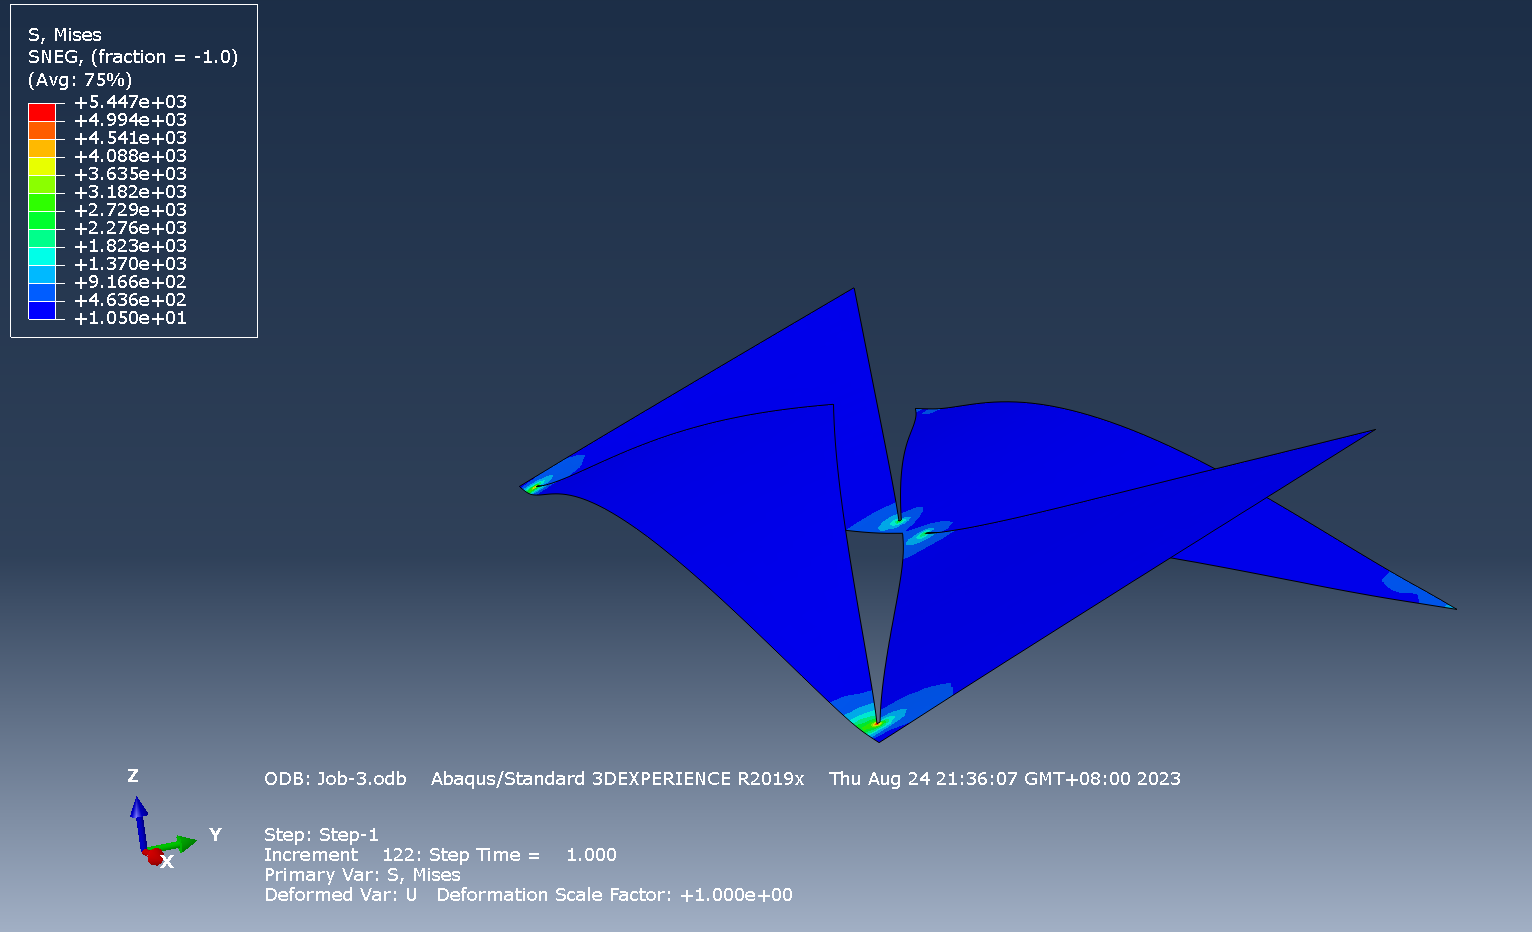 S, Mises
SNEG, (fraction = -1.0)
(Avg: 75%)
+5.447e+03
+4.994e+03
+4.541e+03
+4.088e+03
+3.635e+03
+3.182e+03
+2.729e+03
+2.276e+03
+1.823e+03
+1.370e+03
+9.166e+02
+4.636e+02
+1.050e+01
Z
Y
X
ODB: Job-3.odb    Abaqus/Standard 3DEXPERIENCE R2019x    Thu Aug 24 21:36:07 GMT+08:00 2023
Step: Step-1
Increment    122: Step Time =    1.000
Primary Var: S, Mises
Deformed Var: U   Deformation Scale Factor: +1.000e+00